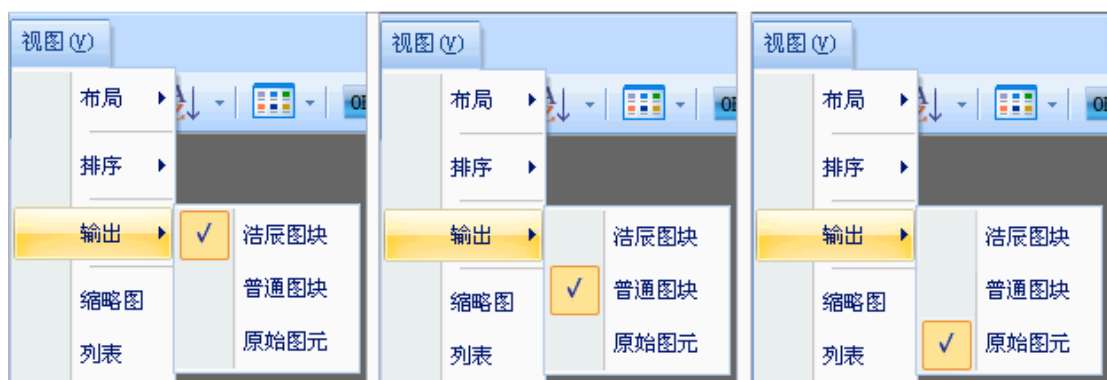 视图(V)
布局
排序
输出
浩辰图块
普通图块
缩略图
原始图元
列表
视图(V)
布局
排序
输出
浩辰图块
普通图块
缩略图
原始图元
列表
视图(V)
布局
排序
输出
浩辰图块
普通图块
缩略图
原始图元
列表